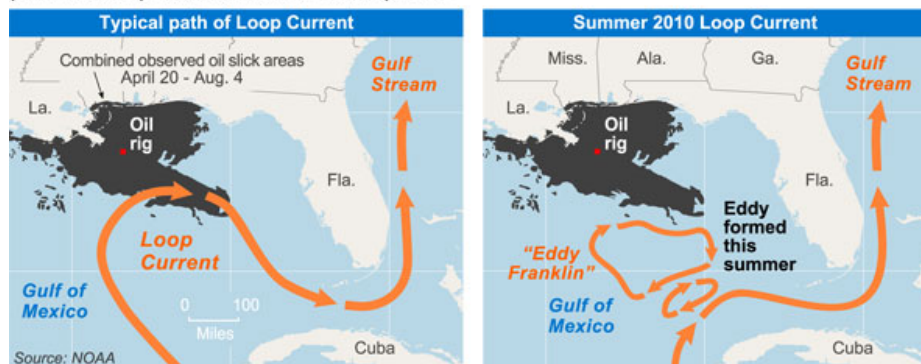 Typical path of Loop Current
Combined observed oil slick areas
April 20 - Aug. 4
La.
Oil
rig
Gulf
Stream
Fla.
Loop
Current
Gulf of
Mexico
0 100
Miles
Cuba
Source: NOAA
Summer 2010 Loop Current
Miss.
Ala.
Ga.
La.
Oil
rig
Gulf
Stream
Fla.
Eddy
formed
this
summer
"Eddy
Franklin"
Gulf of
Mexico
Cuba